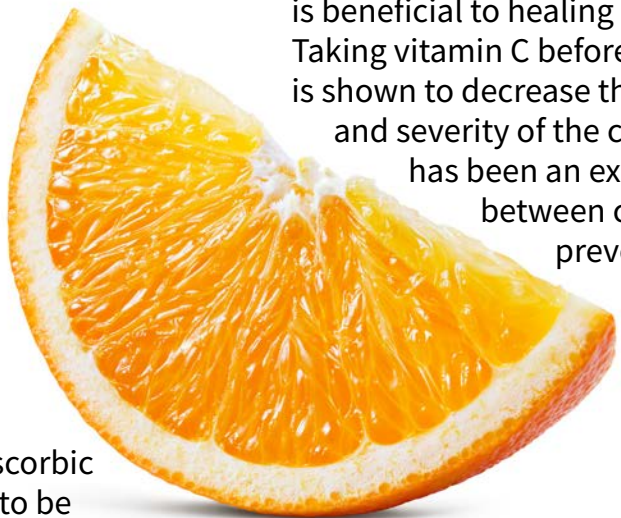 is beneficial to healing
Taking vitamin C before
is shown to decrease th
and severity of the c
has been an ex
between
prev
scorbic
to be